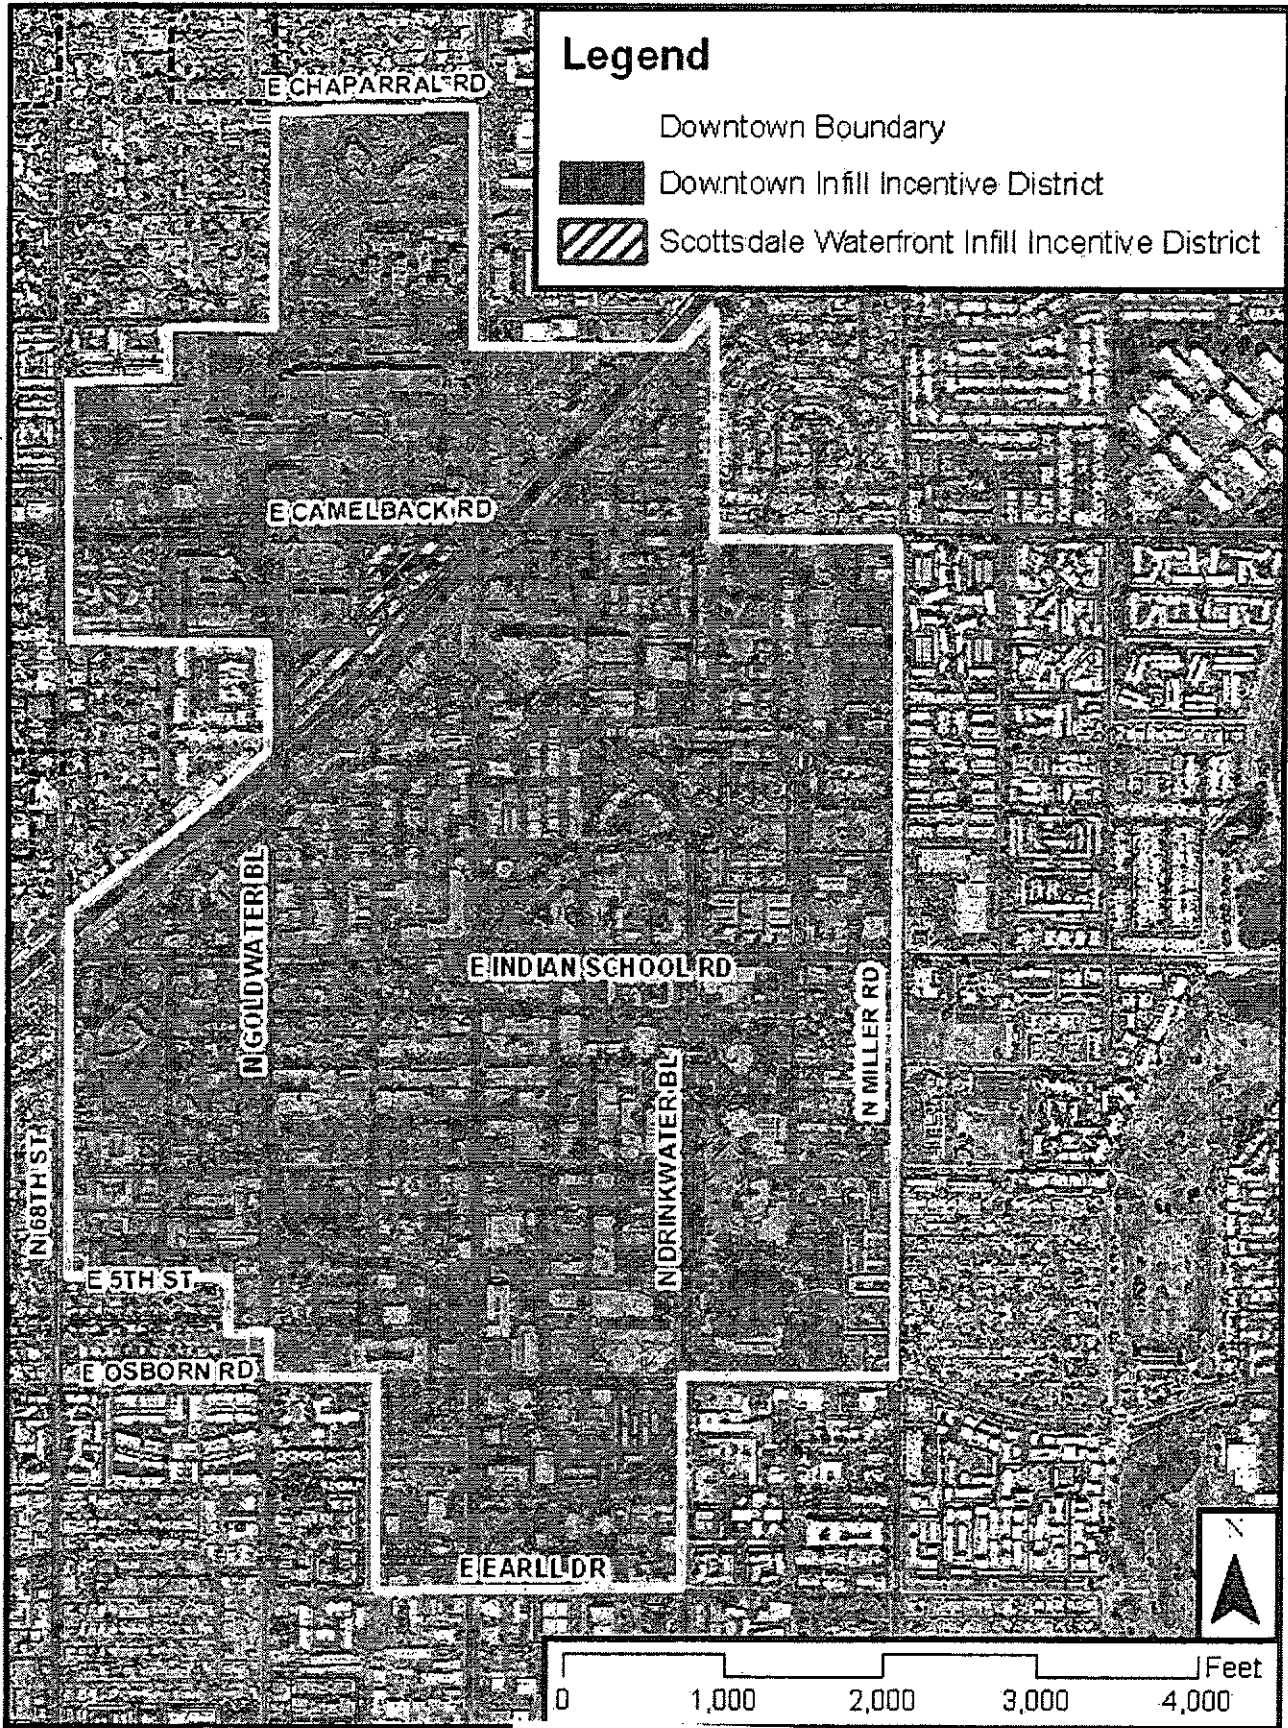 Legend
Downtown Boundary
Downtown Infill Incentive District
Scottsdale Waterfront Infill Incentive District
E CHAPARRAL RD
E CAMELBACK RD
N GOLDWATER BL
E INDIAN SCHOOL RD
N MILLER RD
N DRINKWATER BL
N 68TH ST
E 5TH ST
E OSBORN RD
E EARLL DR
N
Feet
0 1,000 2,000 3,000 4,000